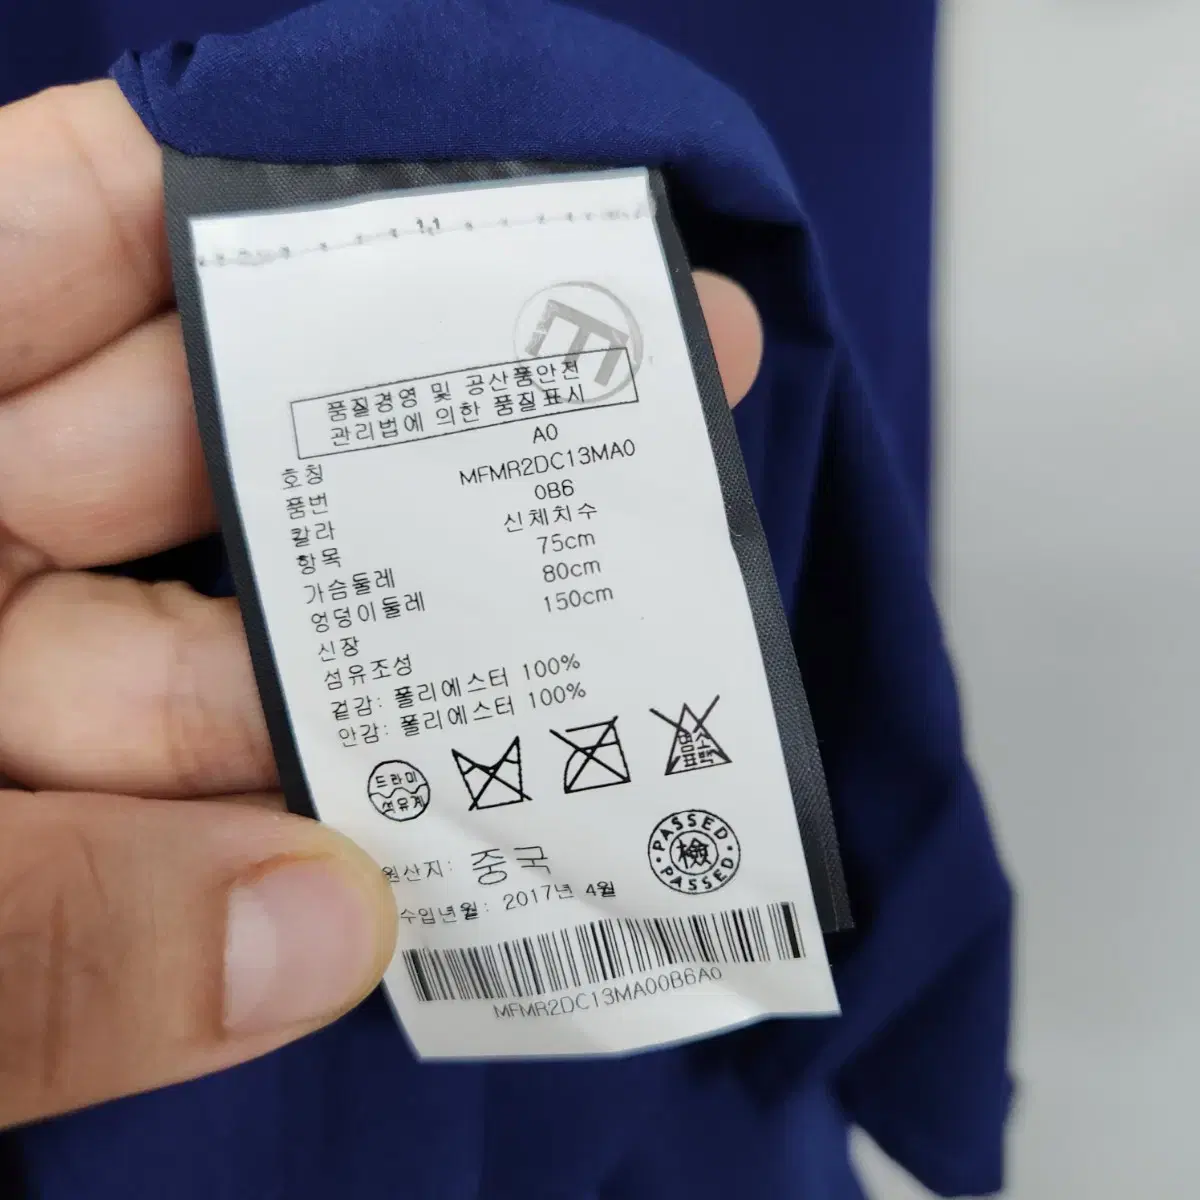 품질경영 및 공산품안전
관리법에 의한 품질표시
호칭 A0
품번 MFMR2DC13MA0
칼라 0B6
항목 신체치수
가슴둘레 75cm
엉덩이둘레 80cm
신장 150cm
섬유조성
겉감: 폴리에스터 100%
안감: 폴리에스터 100%
드라이
석유계
염소
표백
원산지: 중국
PASSED
檢
PASSED
수입년월: 2017년 4월
MFMR2DC13MA00B6A0